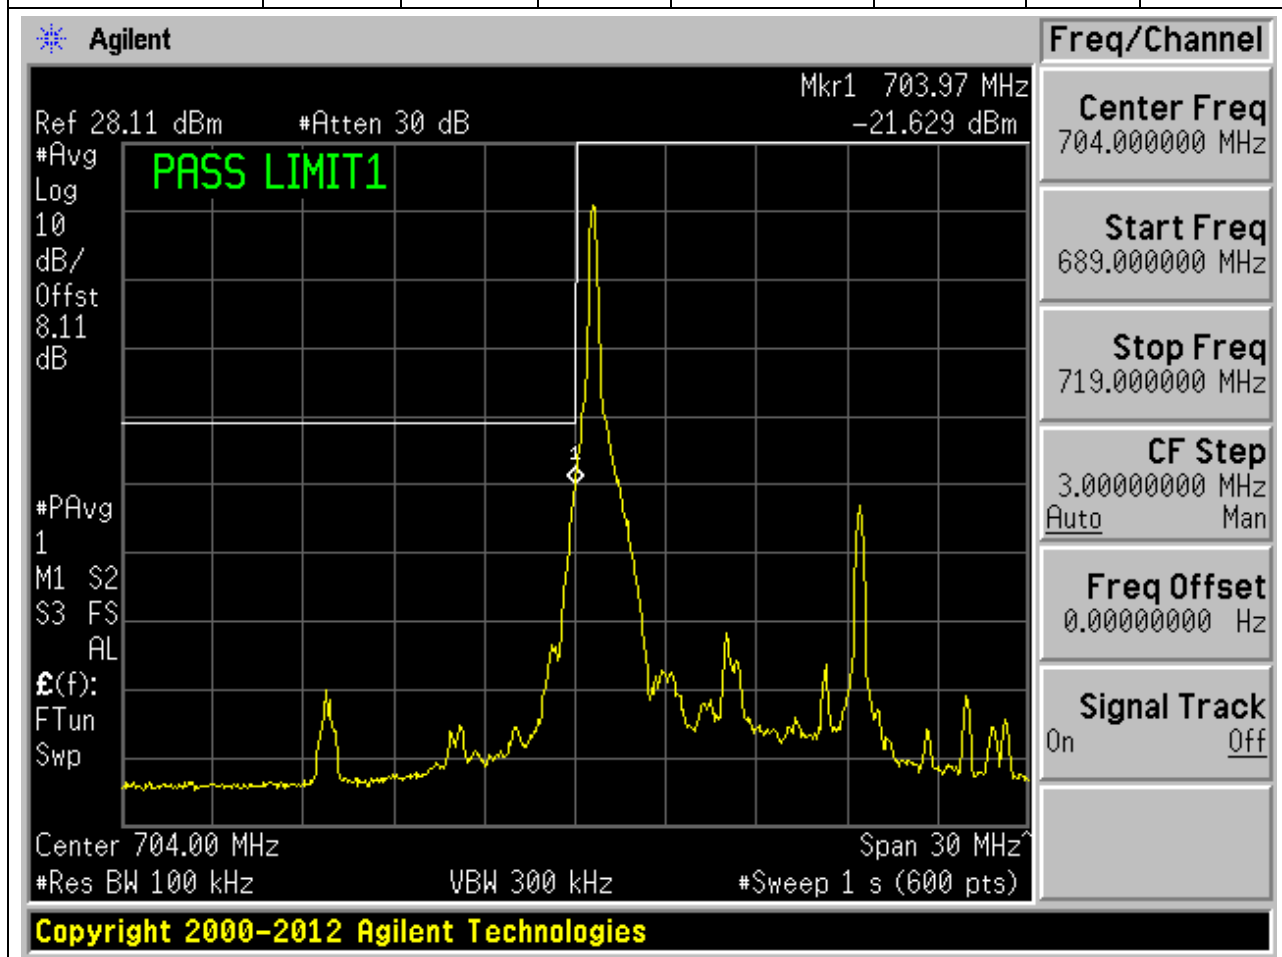 Agilent
Freq/Channel
Mkr1 703.97 MHz
Ref 28.11 dBm #Atten 30 dB -21.629 dBm
#Avg
Log
10
dB/
Offst
8.11
dB
PASS LIMIT1
1
#PAvg
1
M1 S2
S3 FS
AL
£(f):
FTun
Swp
Center 704.00 MHz Span 30 MHz^
#Res BW 100 kHz VBW 300 kHz #Sweep 1 s (600 pts)
Center Freq
704.000000 MHz
Start Freq
689.000000 MHz
Stop Freq
719.000000 MHz
CF Step
3.00000000 MHz
Auto Man
Freq Offset
0.00000000 Hz
Signal Track
On Off
Copyright 2000-2012 Agilent Technologies